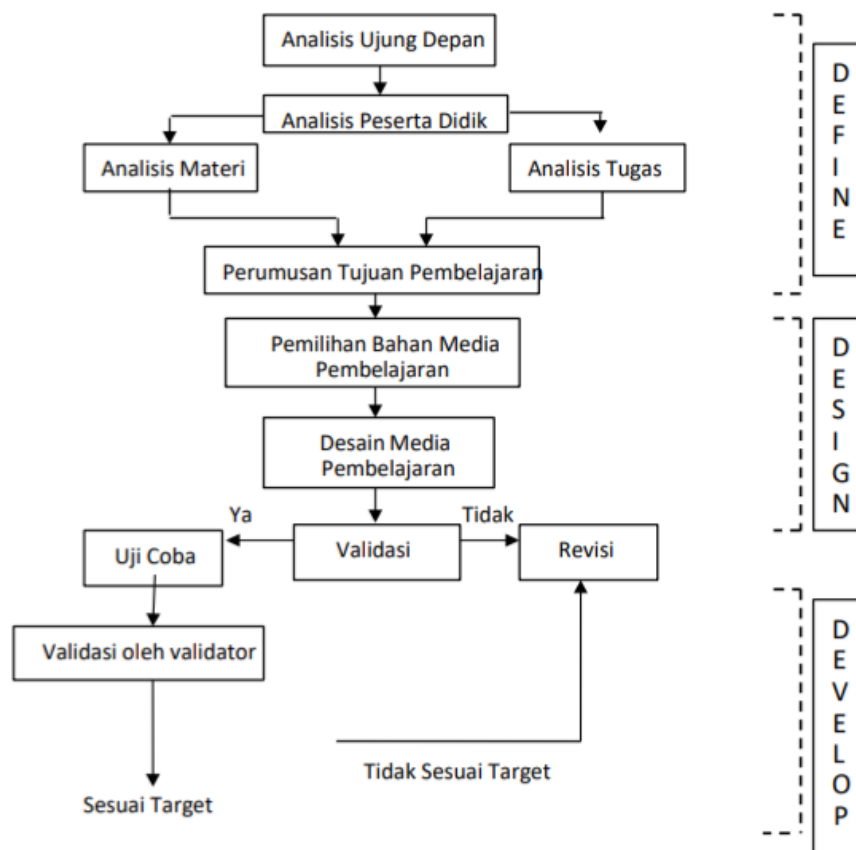 Analisis Ujung Depan
Analisis Peserta Didik
Analisis Materi
Analisis Tugas
Perumusan Tujuan Pembelajaran
Pemilihan Bahan Media
Pembelajaran
Desain Media
Pembelajaran
Ya
Tidak
Uji Coba
Validasi
Revisi
Validasi oleh validator
Tidak Sesuai Target
Sesuai Target
D
E
F
I
N
E
D
E
S
I
G
N
D
E
V
E
L
O
P